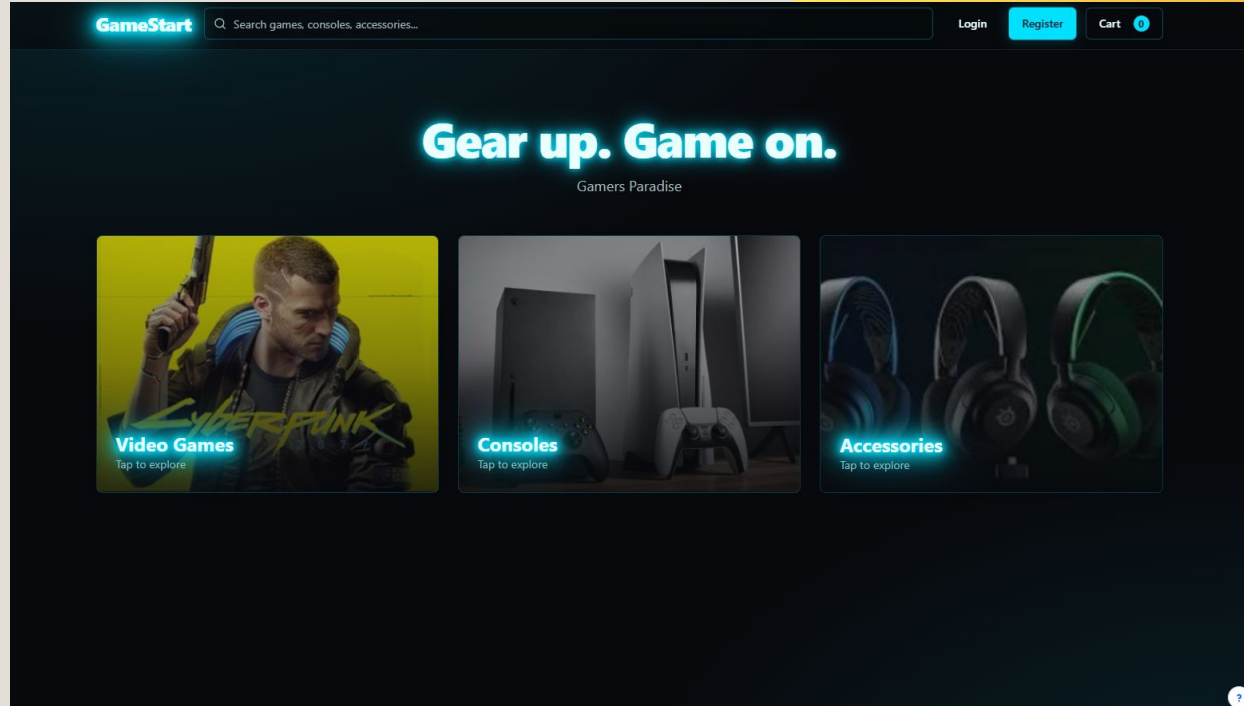 GameStart
Search games, consoles, accessories...
Login
Register
Cart 0
Gear up. Game on.
Gamers Paradise
CYBERPUNK
Video Games
Tap to explore
Consoles
Tap to explore
Accessories
Tap to explore
?